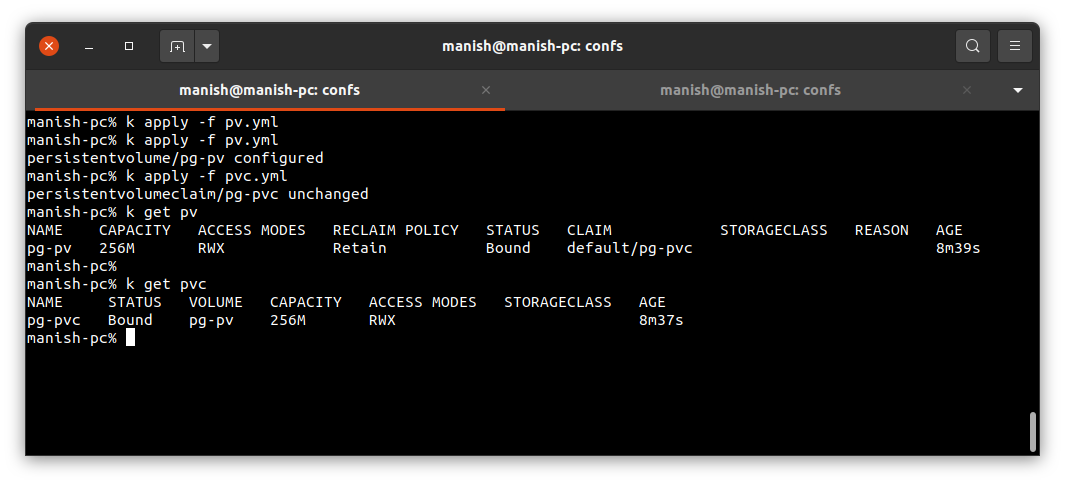 manish@manish-pc: confs
manish@manish-pc: confs manish@manish-pc: confs
manish-pc% k apply -f pv.yml
manish-pc% k apply -f pv.yml
persistentvolume/pg-pv configured
manish-pc% k apply -f pvc.yml
persistentvolumeclaim/pg-pvc unchanged
manish-pc% k get pv
NAME    CAPACITY   ACCESS MODES   RECLAIM POLICY   STATUS   CLAIM            STORAGECLASS   REASON   AGE
pg-pv   256M       RWX            Retain           Bound    default/pg-pvc                           8m39s
manish-pc%
manish-pc% k get pvc
NAME     STATUS   VOLUME   CAPACITY   ACCESS MODES   STORAGECLASS   AGE
pg-pvc   Bound    pg-pv    256M       RWX                           8m37s
manish-pc%